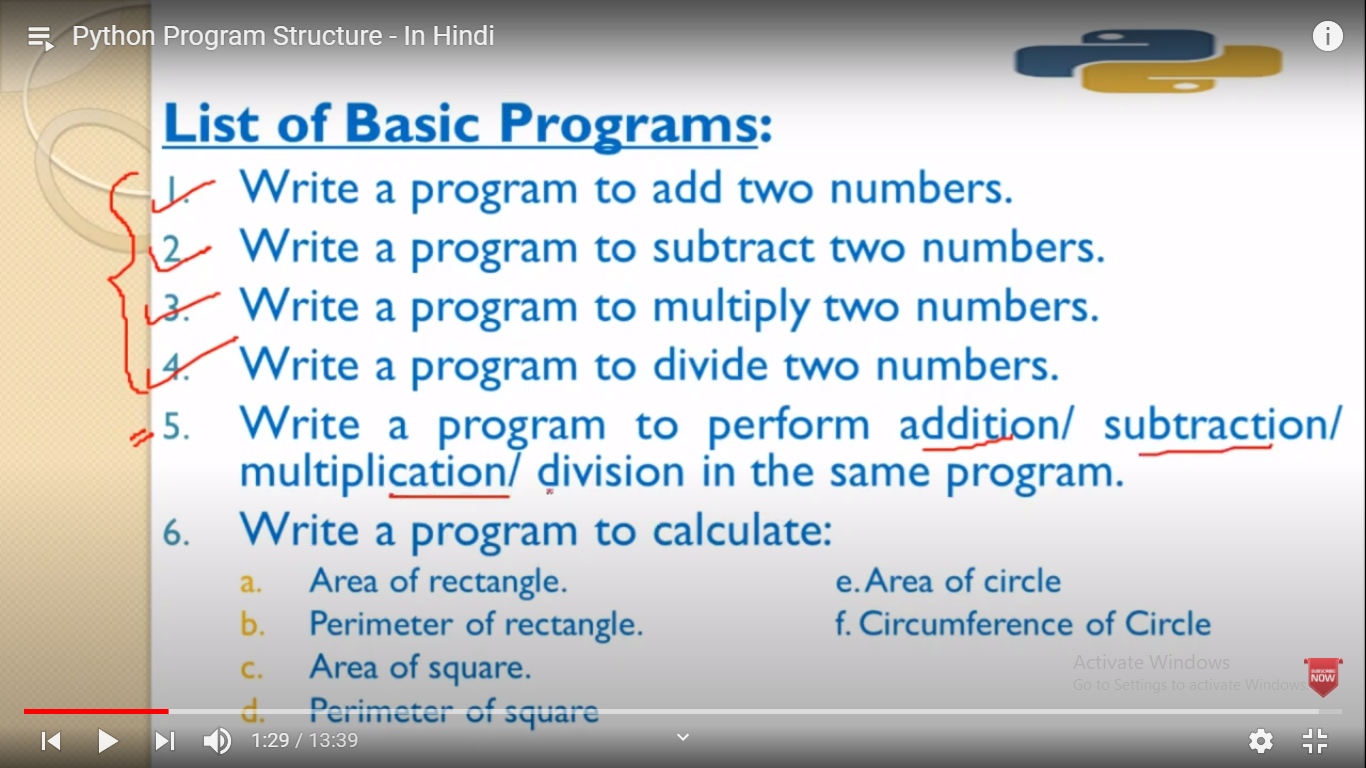 Python Program Structure - In Hindi
List of Basic Programs:
1. Write a program to add two numbers.
2. Write a program to subtract two numbers.
3. Write a program to multiply two numbers.
4. Write a program to divide two numbers.
5. Write a program to perform addition/ subtraction/
multiplication/ division in the same program.
6. Write a program to calculate:
a. Area of rectangle.
b. Perimeter of rectangle.
c. Area of square.
d. Perimeter of square
e. Area of circle
f. Circumference of Circle
Activate Windows
Go to Settings to activate Windows.
SUBSCRIBE
NOW
1:29 / 13:39